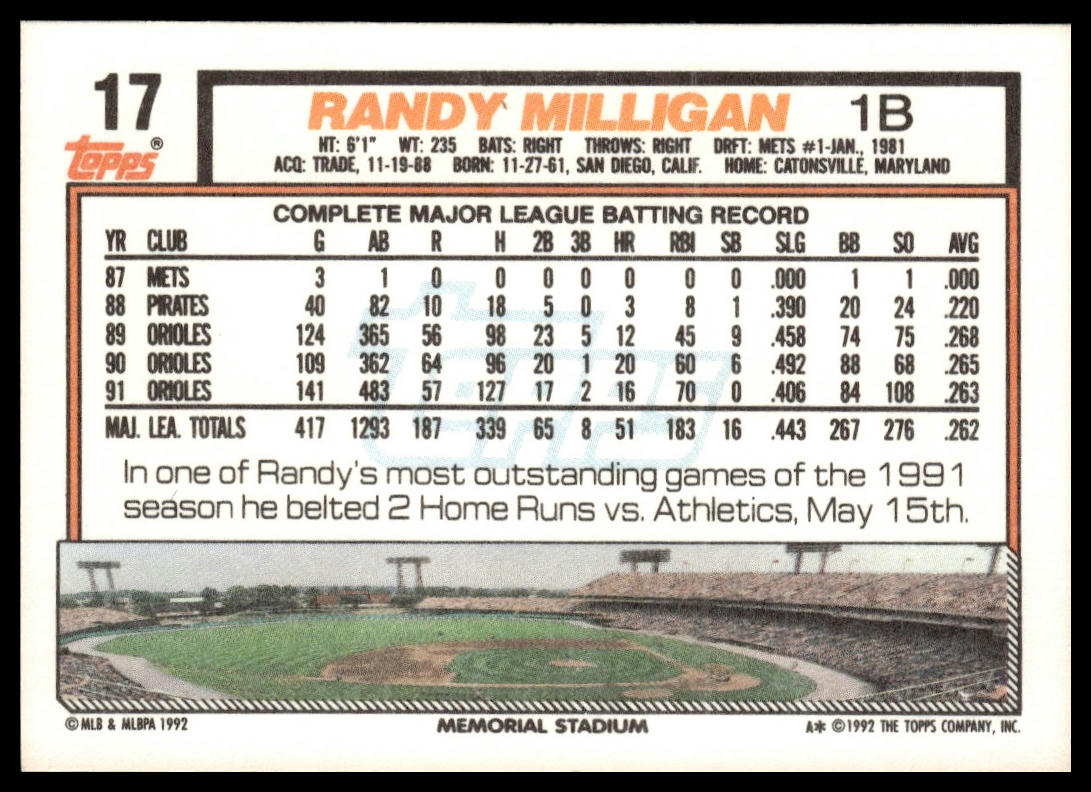 17
topps®
RANDY MILLIGAN 1B
HT: 6'1" WT: 235 BATS: RIGHT THROWS: RIGHT DRFT: METS #1-JAN., 1981
ACQ: TRADE, 11-19-88 BORN: 11-27-61, SAN DIEGO, CALIF. HOME: CATONSVILLE, MARYLAND
COMPLETE MAJOR LEAGUE BATTING RECORD
YR CLUB G AB R H 2B 3B HR RBI SB SLG BB SO AVG
87 METS 3 1 0 0 0 0 0 0 0 .000 1 1 .000
88 PIRATES 40 82 10 18 5 0 3 8 1 .390 20 24 .220
89 ORIOLES 124 365 56 98 23 5 12 45 9 .458 74 75 .268
90 ORIOLES 109 362 64 96 20 1 20 60 6 .492 88 68 .265
91 ORIOLES 141 483 57 127 17 2 16 70 0 .406 84 108 .263
MAJ. LEA. TOTALS 417 1293 187 339 65 8 51 183 16 .443 267 276 .262
topps
In one of Randy's most outstanding games of the 1991
season he belted 2 Home Runs vs. Athletics, May 15th.
© MLB & MLBPA 1992 MEMORIAL STADIUM A* ©1992 THE TOPPS COMPANY, INC.